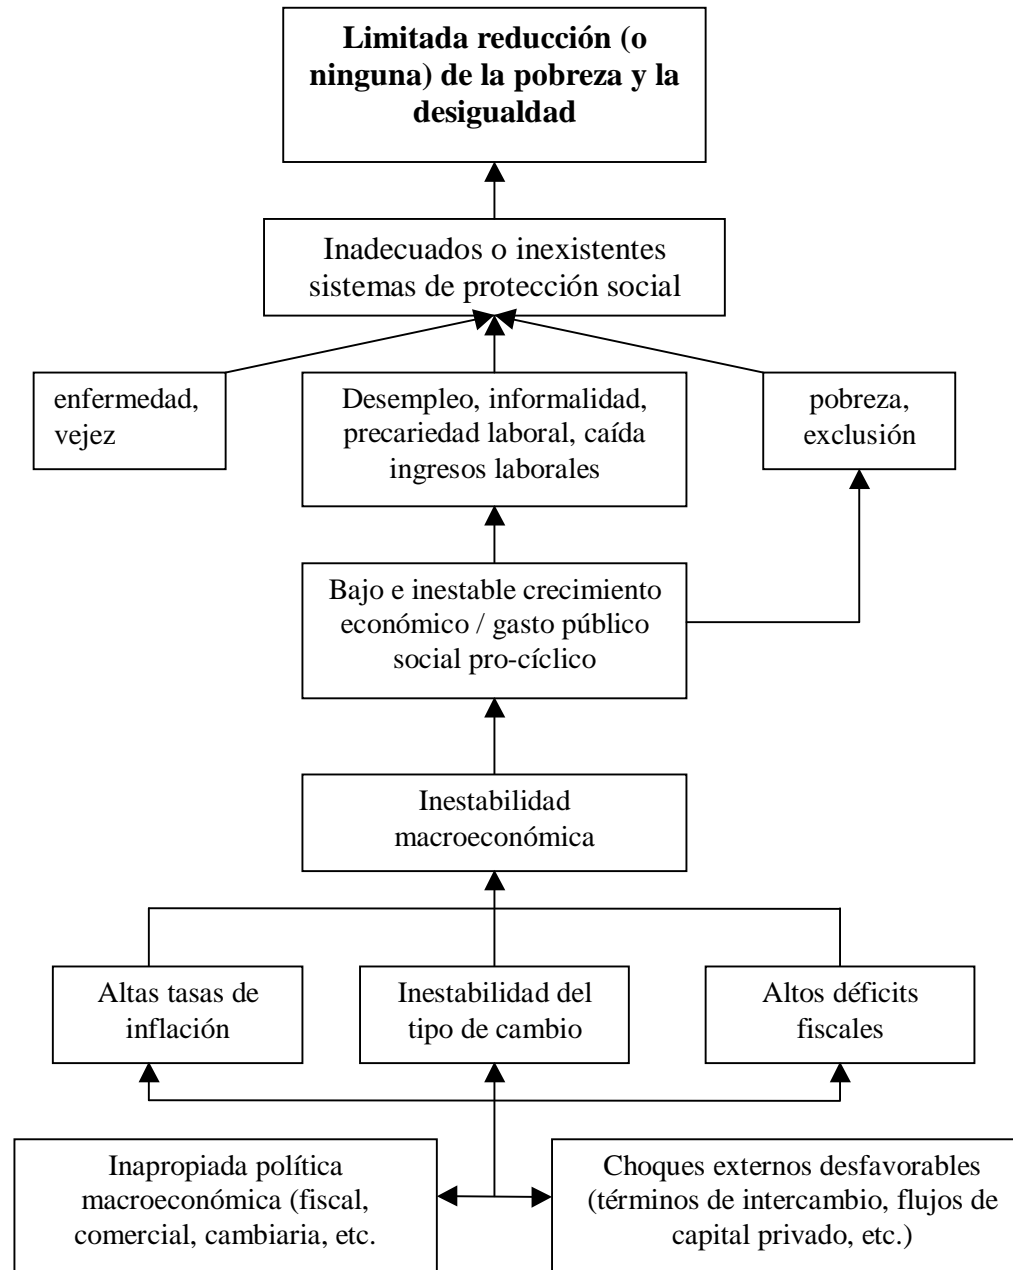 Limitada reducción (o
ninguna) de la pobreza y la
desigualdad
Inadecuados o inexistentes
sistemas de protección social
enfermedad,
vejez
Desempleo, informalidad,
precariedad laboral, caída
ingresos laborales
pobreza,
exclusión
Bajo e inestable crecimiento
económico / gasto público
social pro-cíclico
Inestabilidad
macroeconómica
Altas tasas de
inflación
Inestabilidad del
tipo de cambio
Altos déficits
fiscales
Inapropiada política
macroeconómica (fiscal,
comercial, cambiaria, etc.
Choques externos desfavorables
(términos de intercambio, flujos de
capital privado, etc.)